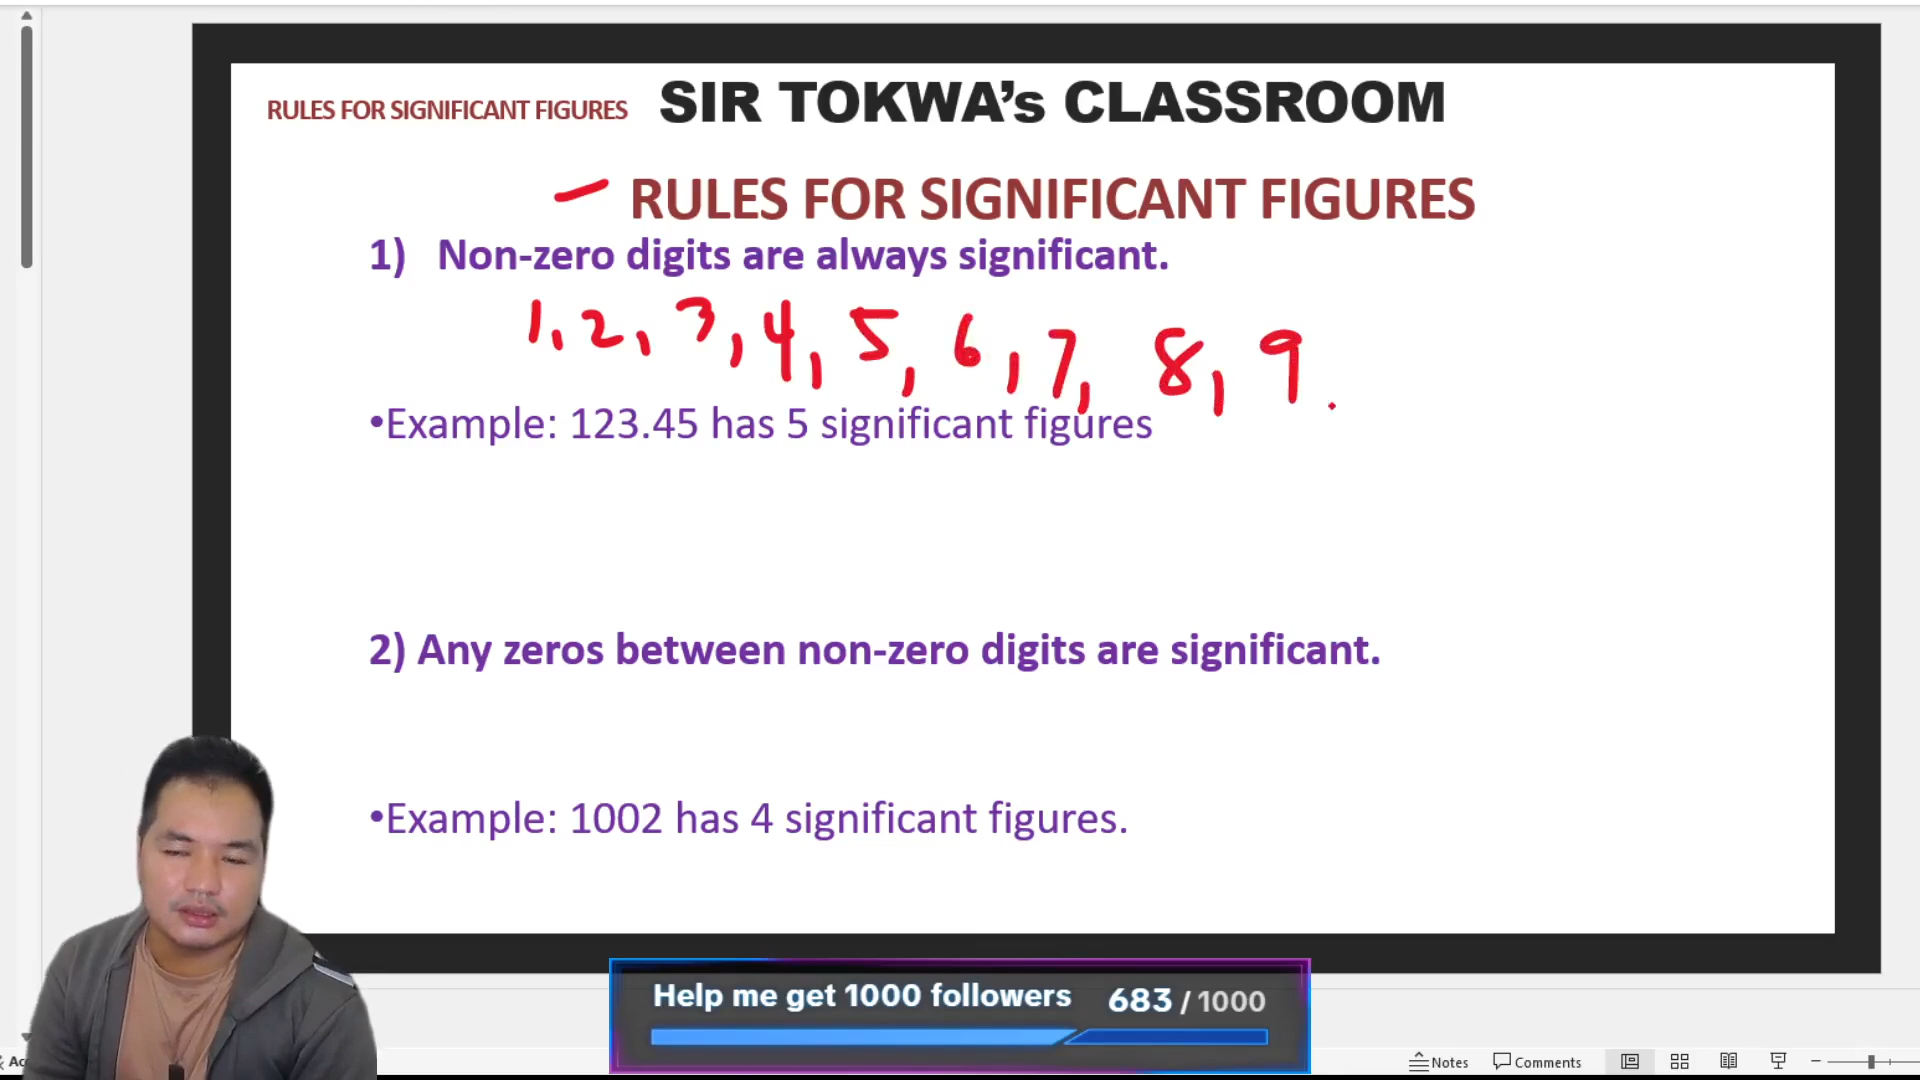 RULES FOR SIGNIFICANT FIGURES SIR TOKWA’s CLASSROOM
RULES FOR SIGNIFICANT FIGURES
1) Non-zero digits are always significant.
1, 2, 3, 4, 5, 6, 7, 8, 9.
•Example: 123.45 has 5 significant figures
2) Any zeros between non-zero digits are significant.
•Example: 1002 has 4 significant figures.
Help me get 1000 followers 683 / 1000
Notes Comments